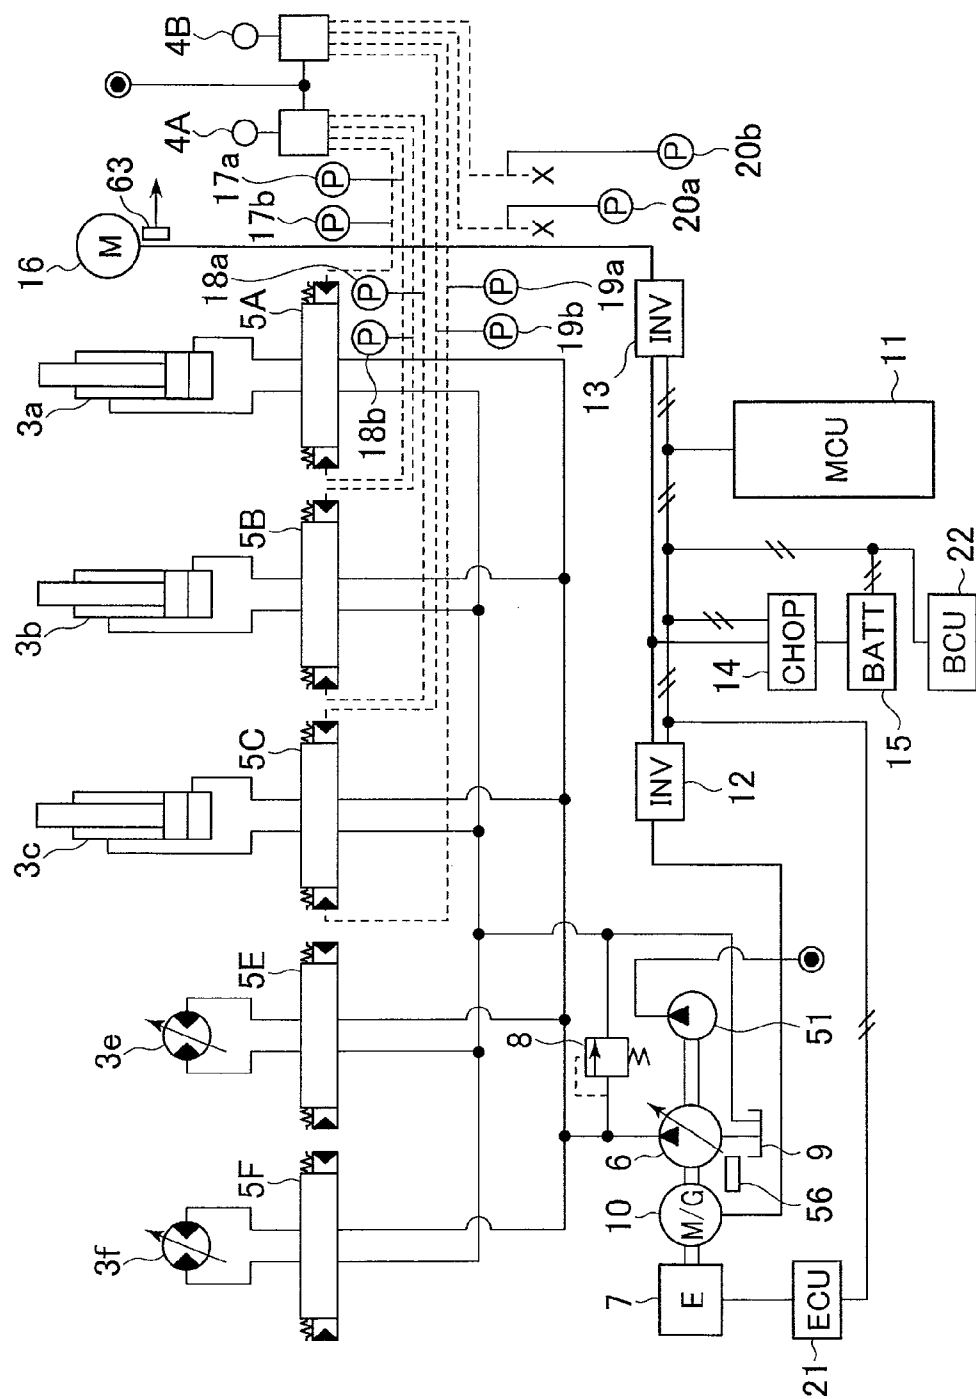 4B
4A
17a
P
17b
P
63
16
M
18a
P
5A
18b
P
19a
P
19b
P
20a
P
20b
P
X
X
3a
3b
5B
3c
5C
3e
5E
3f
5F
13
INV
11
MCU
14
CHOP
15
BATT
22
BCU
12
INV
8
51
6
9
56
10
M/G
7
E
21
ECU